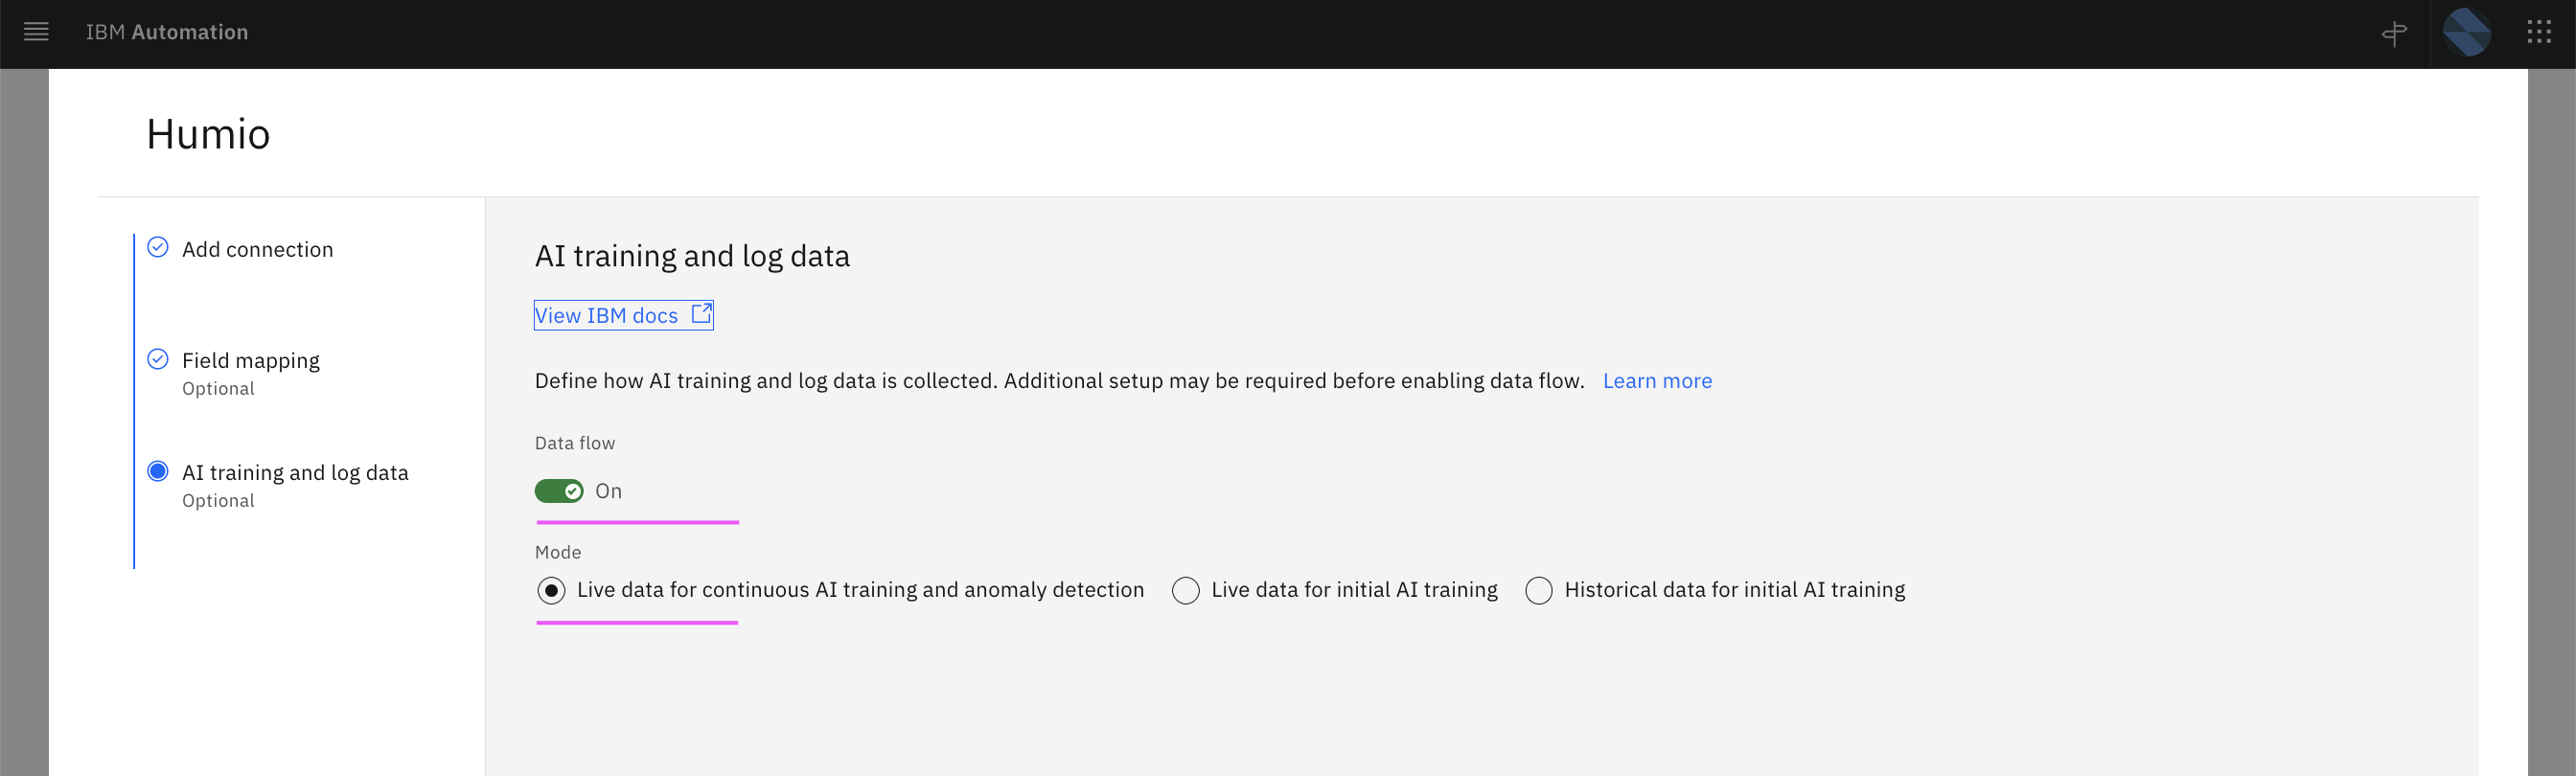 IBM Automation
Humio
Add connection
Field mapping
Optional
AI training and log data
Optional
AI training and log data
View IBM docs
Define how AI training and log data is collected. Additional setup may be required before enabling data flow. Learn more
Data flow
On
Mode
Live data for continuous AI training and anomaly detection Live data for initial AI training Historical data for initial AI training